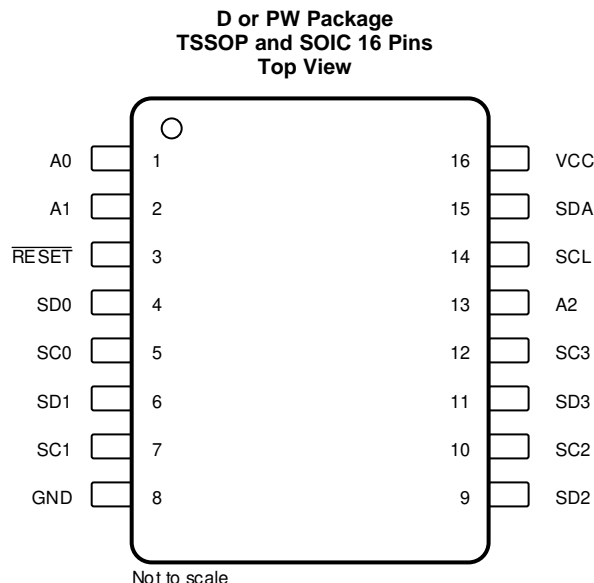 D or PW Package
TSSOP and SOIC 16 Pins
Top View
A0 1 16 VCC
A1 2 15 SDA
RESET 3 14 SCL
SD0 4 13 A2
SC0 5 12 SC3
SD1 6 11 SD3
SC1 7 10 SC2
GND 8 9 SD2
Not to scale